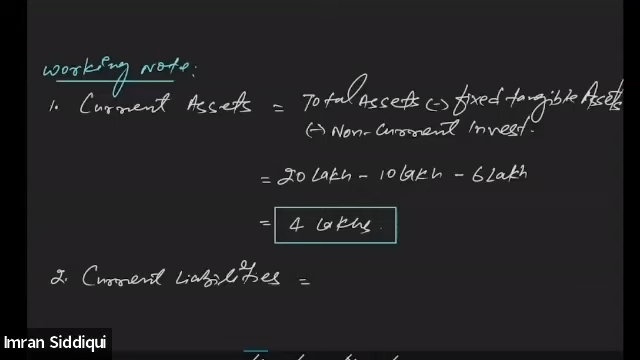 Working Note:
1. Current Assets = Total Assets (-) fixed tangible Assets
(-) Non-Current Invest.
= 20 Lakh - 10 Lakh - 6 Lakh
= 4 Lakhs.
2. Current Liabilities =
Imran Siddiqui